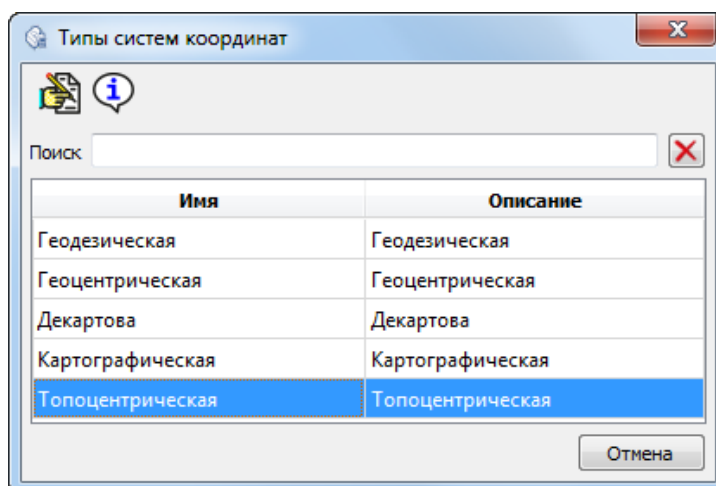 Типы систем координат
Поиск
Имя Описание
Геодезическая Геодезическая
Геоцентрическая Геоцентрическая
Декартова Декартова
Картографическая Картографическая
Топоцентрическая Топоцентрическая
Отмена